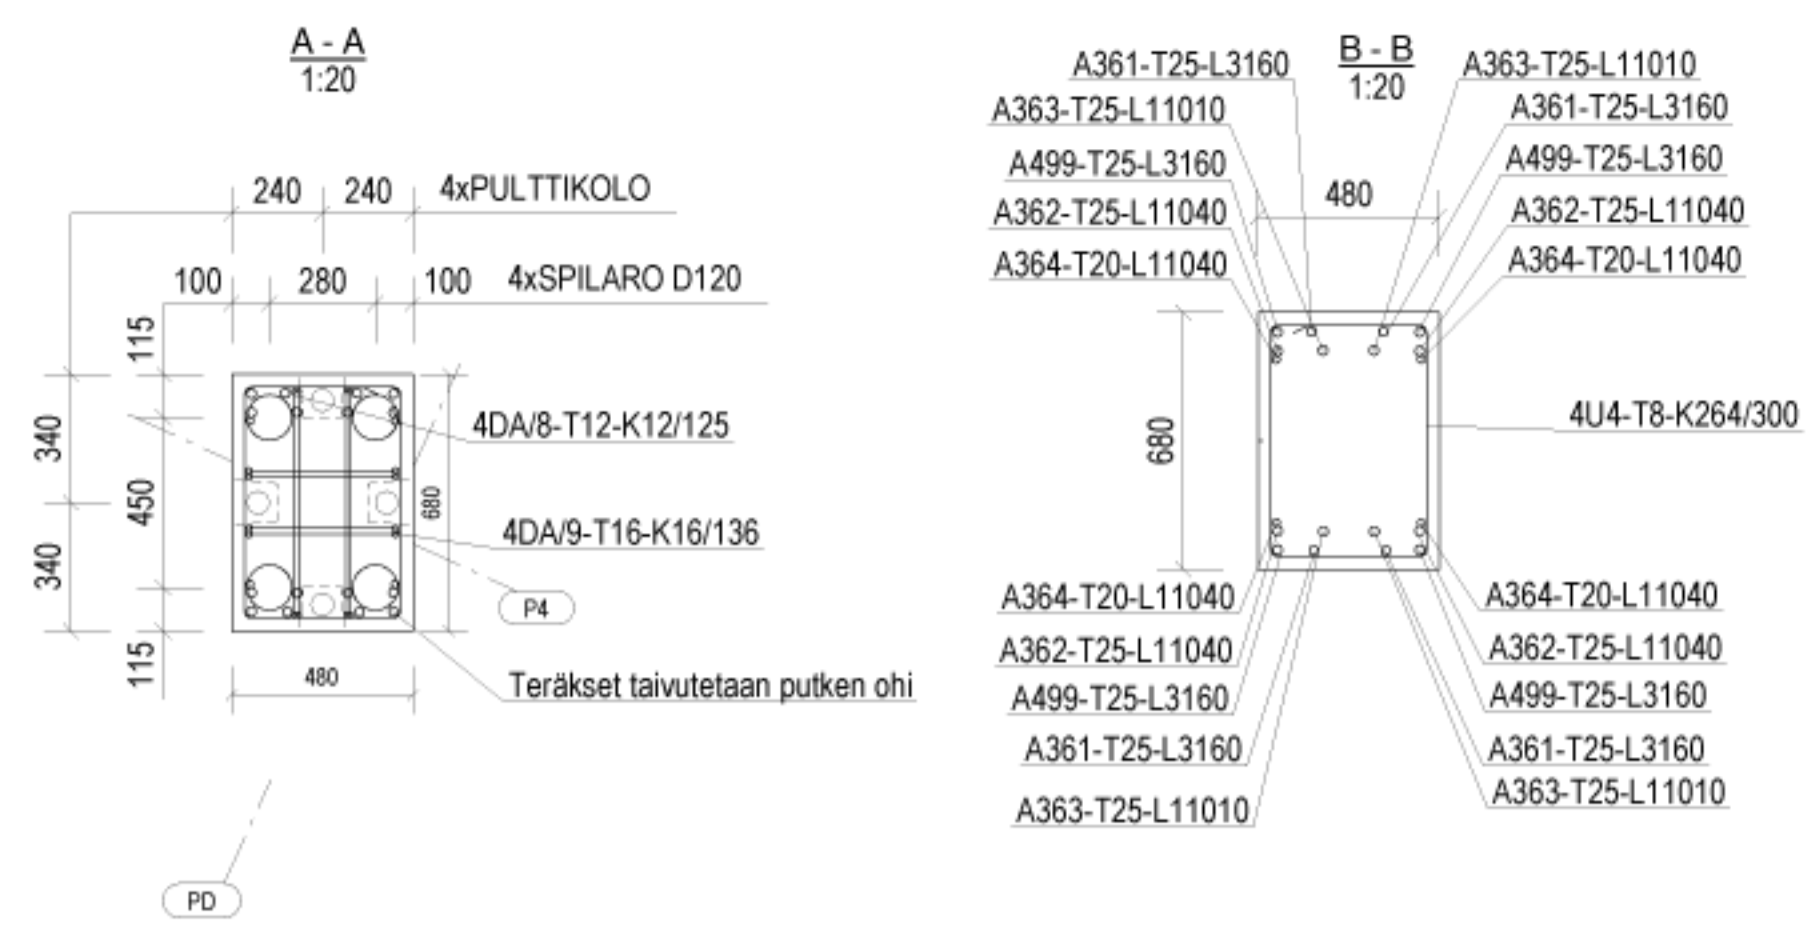 A - A
1:20
240
240
4xPULTTIKOLO
100
280
100
4xSPILARO D120
115
340
450
340
115
680
480
4DA/8-T12-K12/125
4DA/9-T16-K16/136
P4
Teräkset taivutetaan putken ohi
PD
B - B
1:20
A361-T25-L3160
A363-T25-L11010
A499-T25-L3160
A362-T25-L11040
A364-T20-L11040
A363-T25-L11010
A361-T25-L3160
A499-T25-L3160
A362-T25-L11040
A364-T20-L11040
480
680
4U4-T8-K264/300
A364-T20-L11040
A362-T25-L11040
A499-T25-L3160
A361-T25-L3160
A363-T25-L11010
A364-T20-L11040
A362-T25-L11040
A499-T25-L3160
A361-T25-L3160
A363-T25-L11010